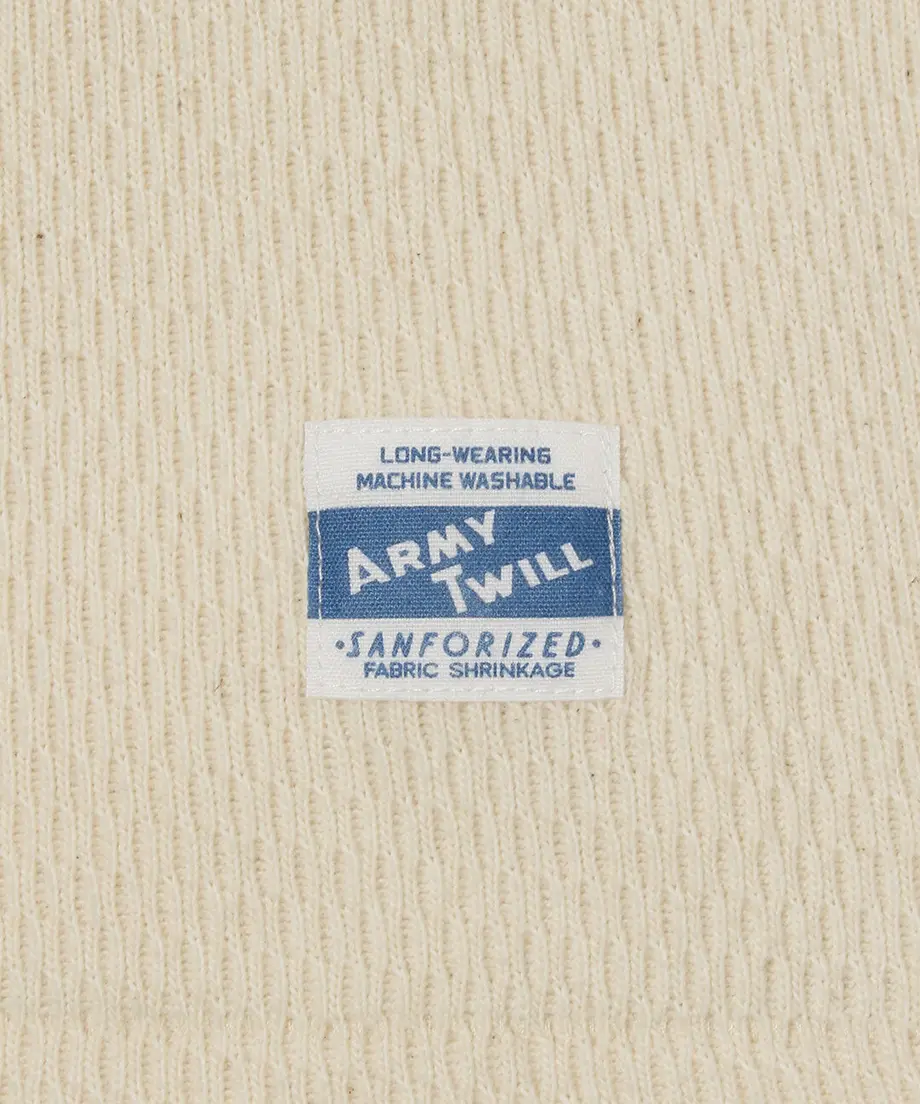 LONG-WEARING
MACHINE WASHABLE
ARMY
TWILL
·SANFORIZED·
FABRIC SHRINKAGE